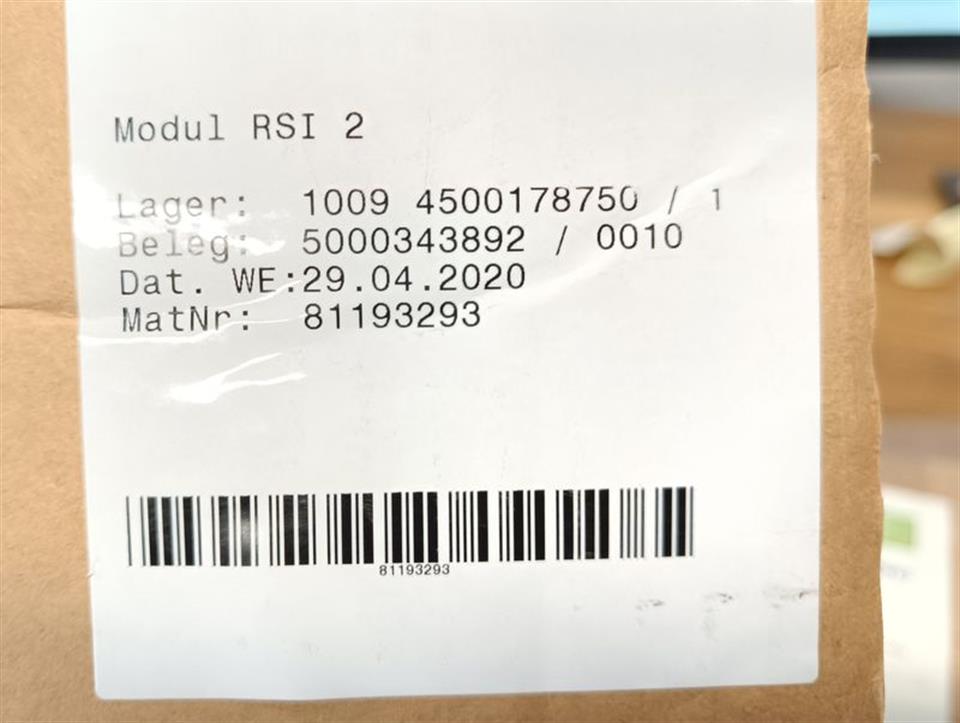 Modul RSI 2
Lager: 1009 4500178750 / 1
Beleg: 5000343892 / 0010
Dat. WE:29.04.2020
MatNr: 81193293
81193293